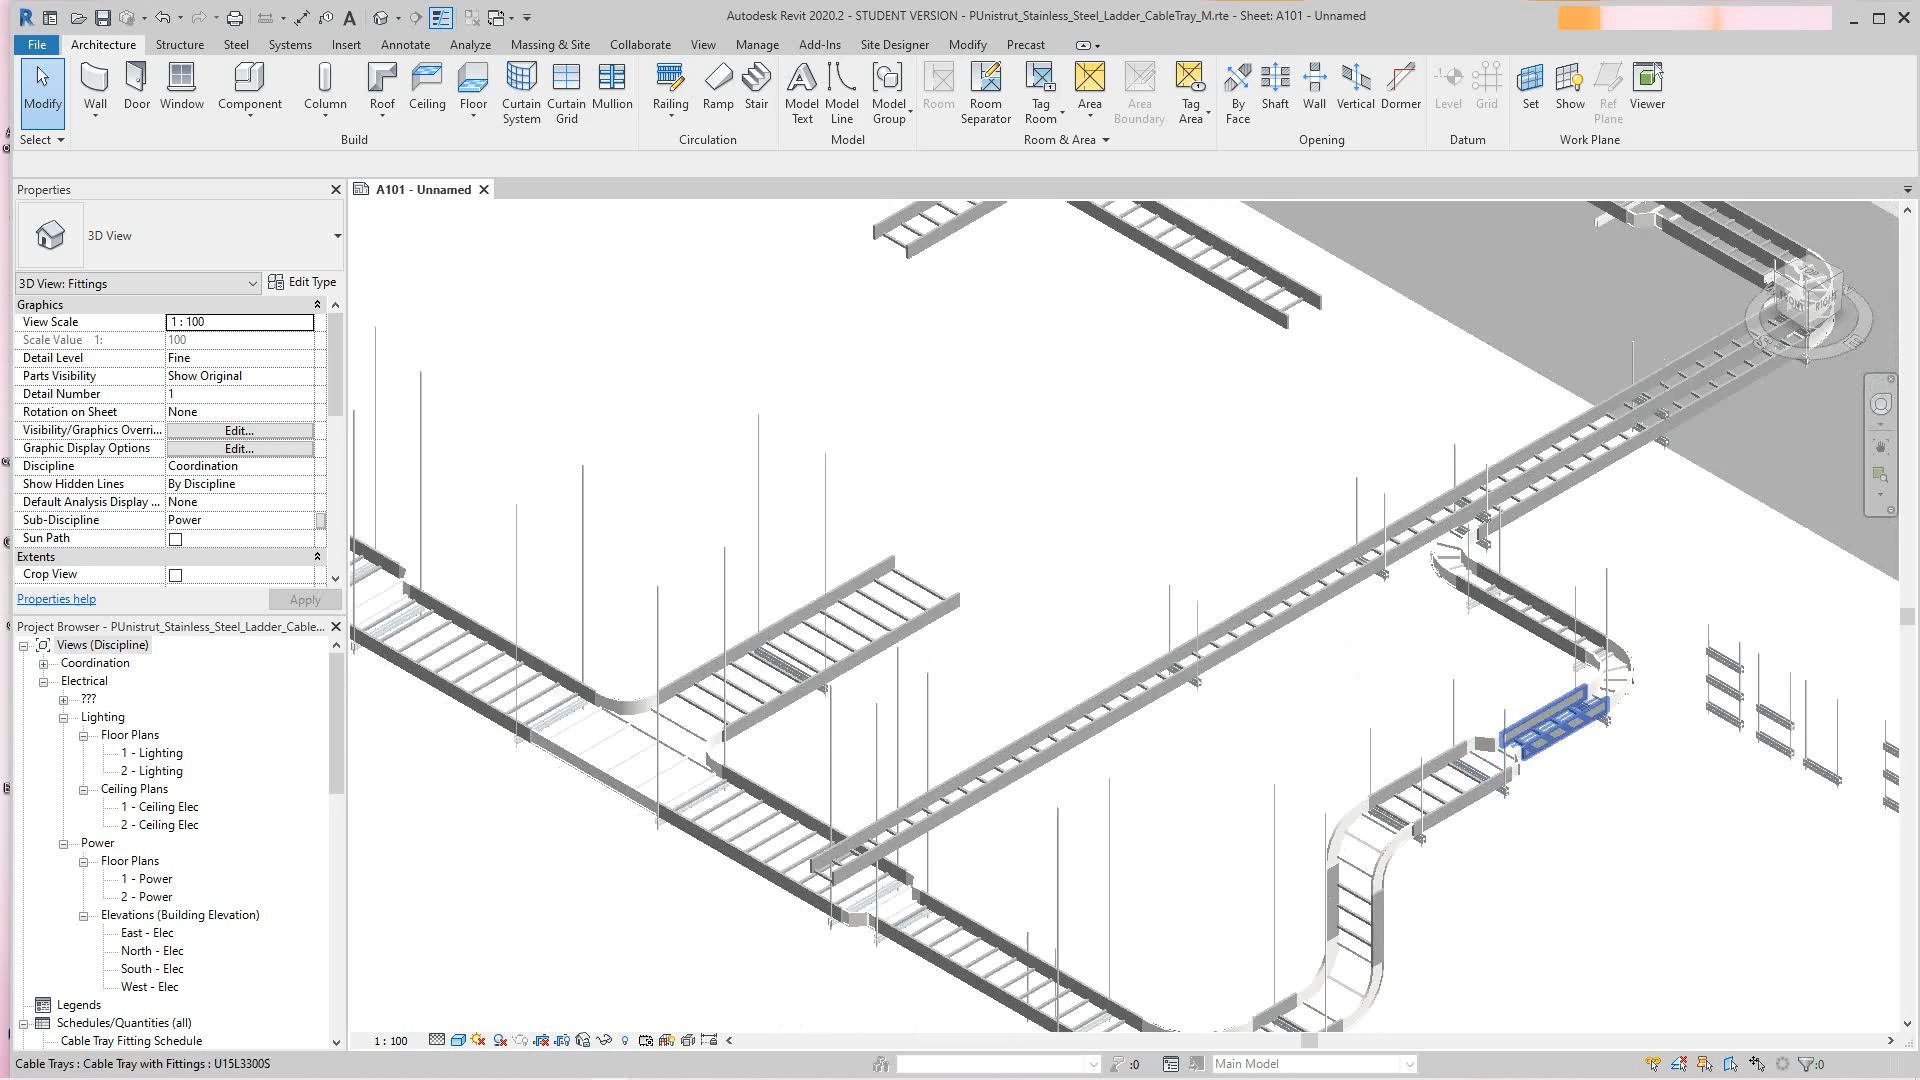 Autodesk Revit 2020.2 - STUDENT VERSION - PUnistrut_Stainless_Steel_Ladder_CableTray_M.rte - Sheet: A101 - Unnamed
File Architecture Structure Steel Systems Insert Annotate Analyze Massing & Site Collaborate View Manage Add-Ins Site Designer Modify Precast
Modify Wall Door Window Component Column Roof Ceiling Floor Curtain System Curtain Grid Mullion Railing Ramp Stair Model Text Model Line Model Group Room Room Separator Tag Room Area Area Boundary Tag Area By Face Shaft Wall Vertical Dormer Level Grid Set Show Ref Plane Viewer
Select Build Circulation Model Room & Area Opening Datum Work Plane
Properties
A101 - Unnamed
3D View
3D View: Fittings Edit Type
Graphics
View Scale 1 : 100
Scale Value 1: 100
Detail Level Fine
Parts Visibility Show Original
Detail Number 1
Rotation on Sheet None
Visibility/Graphics Overri... Edit...
Graphic Display Options Edit...
Discipline Coordination
Show Hidden Lines By Discipline
Default Analysis Display ... None
Sub-Discipline Power
Sun Path
Extents
Crop View
Properties help Apply
Project Browser - PUnistrut_Stainless_Steel_Ladder_Cable...
Views (Discipline)
Coordination
Electrical
???
Lighting
Floor Plans
1 - Lighting
2 - Lighting
Ceiling Plans
1 - Ceiling Elec
2 - Ceiling Elec
Power
Floor Plans
1 - Power
2 - Power
Elevations (Building Elevation)
East - Elec
North - Elec
South - Elec
West - Elec
Legends
Schedules/Quantities (all)
Cable Tray Fitting Schedule
FRONT RIGHT
1 : 100
Cable Trays : Cable Tray with Fittings : U15L3300S
:0
Main Model
:0